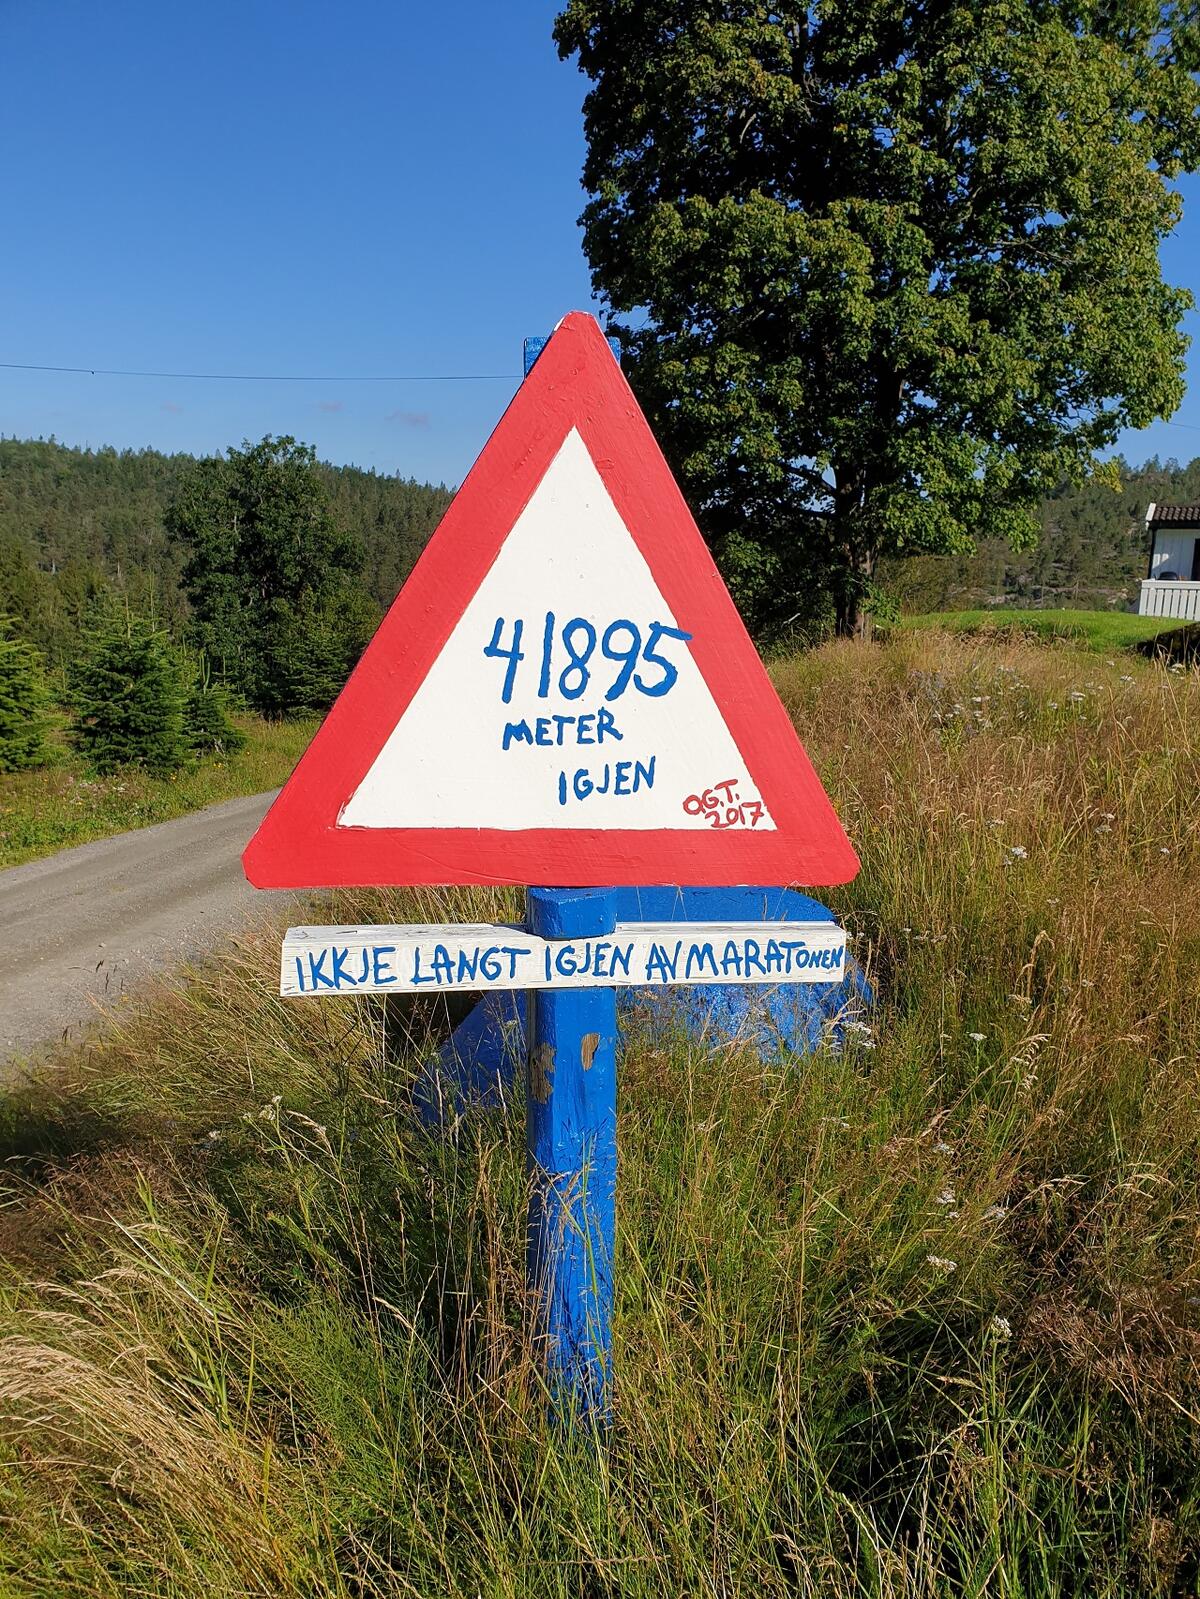 41895
METER
IGJEN
O.G.T.
2017
IKKJE LANGT IGJEN AV MARATONEN